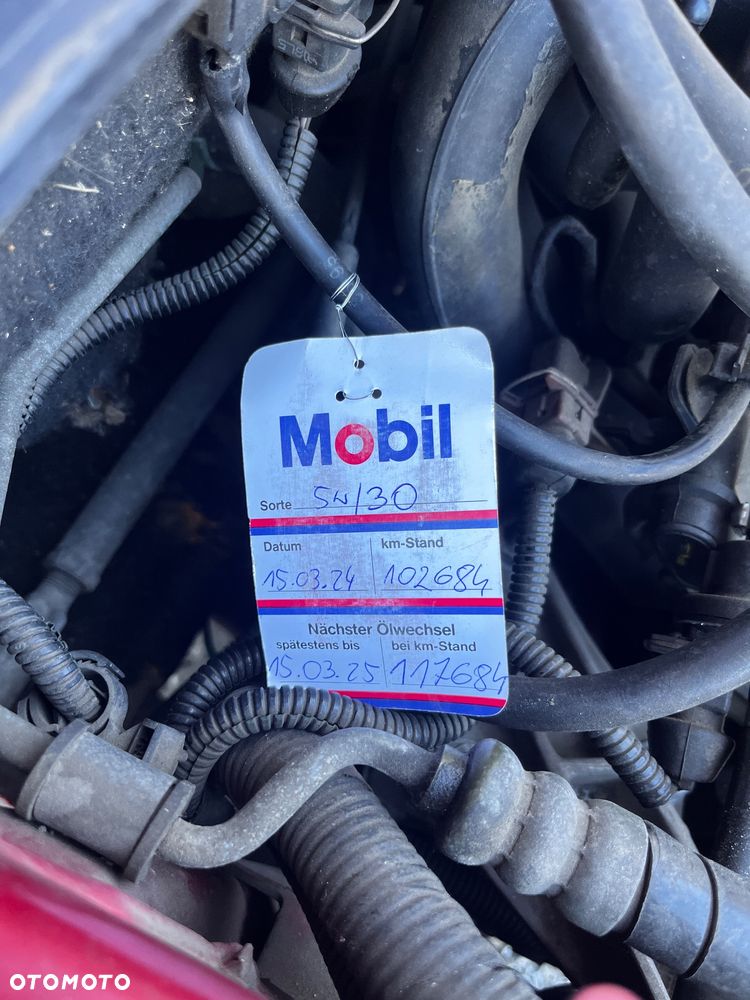 Mobil
Sorte 5w/30
Datum km-Stand
15.03.24 102684
Nächster Ölwechsel
spätestens bis bei km-Stand
15.03.25 117684
OTOMOTO